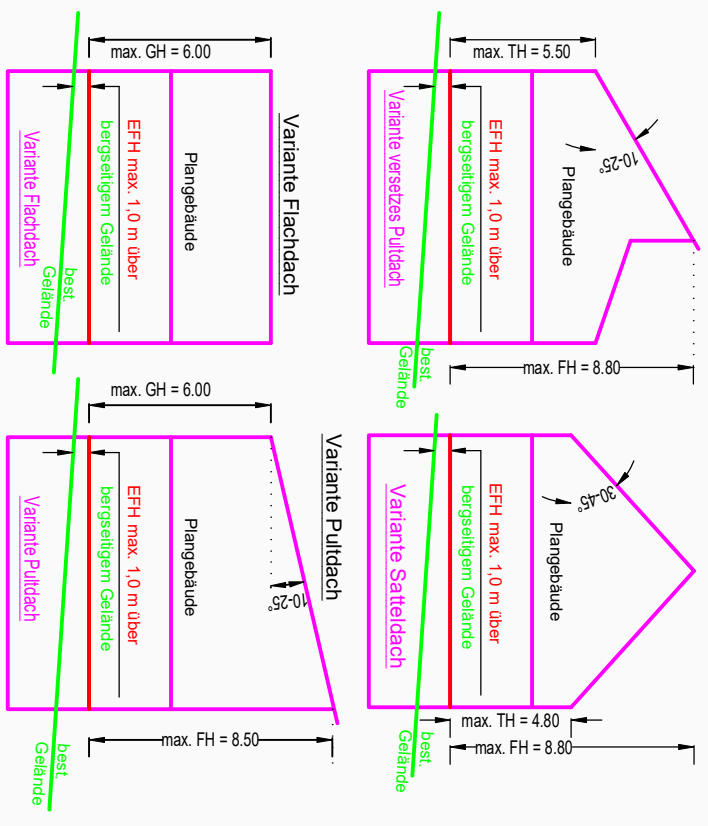 max. GH = 6.00
Variante Flachdach
Plangebäude
EFH max. 1,0 m über
bergseitigem Gelände
Variante Flachdach
best.
Gelände
max. TH = 5.50
10-25°
Plangebäude
EFH max. 1,0 m über
bergseitigem Gelände
Variante versetzes Pultdach
best.
Gelände
max. FH = 8.80
max. GH = 6.00
Variante Pultdach
10-25°
Plangebäude
EFH max. 1,0 m über
bergseitigem Gelände
Variante Pultdach
best.
Gelände
max. FH = 8.50
30-45°
Plangebäude
EFH max. 1,0 m über
bergseitigem Gelände
Variante Satteldach
best.
Gelände
max. TH = 4.80
max. FH = 8.80